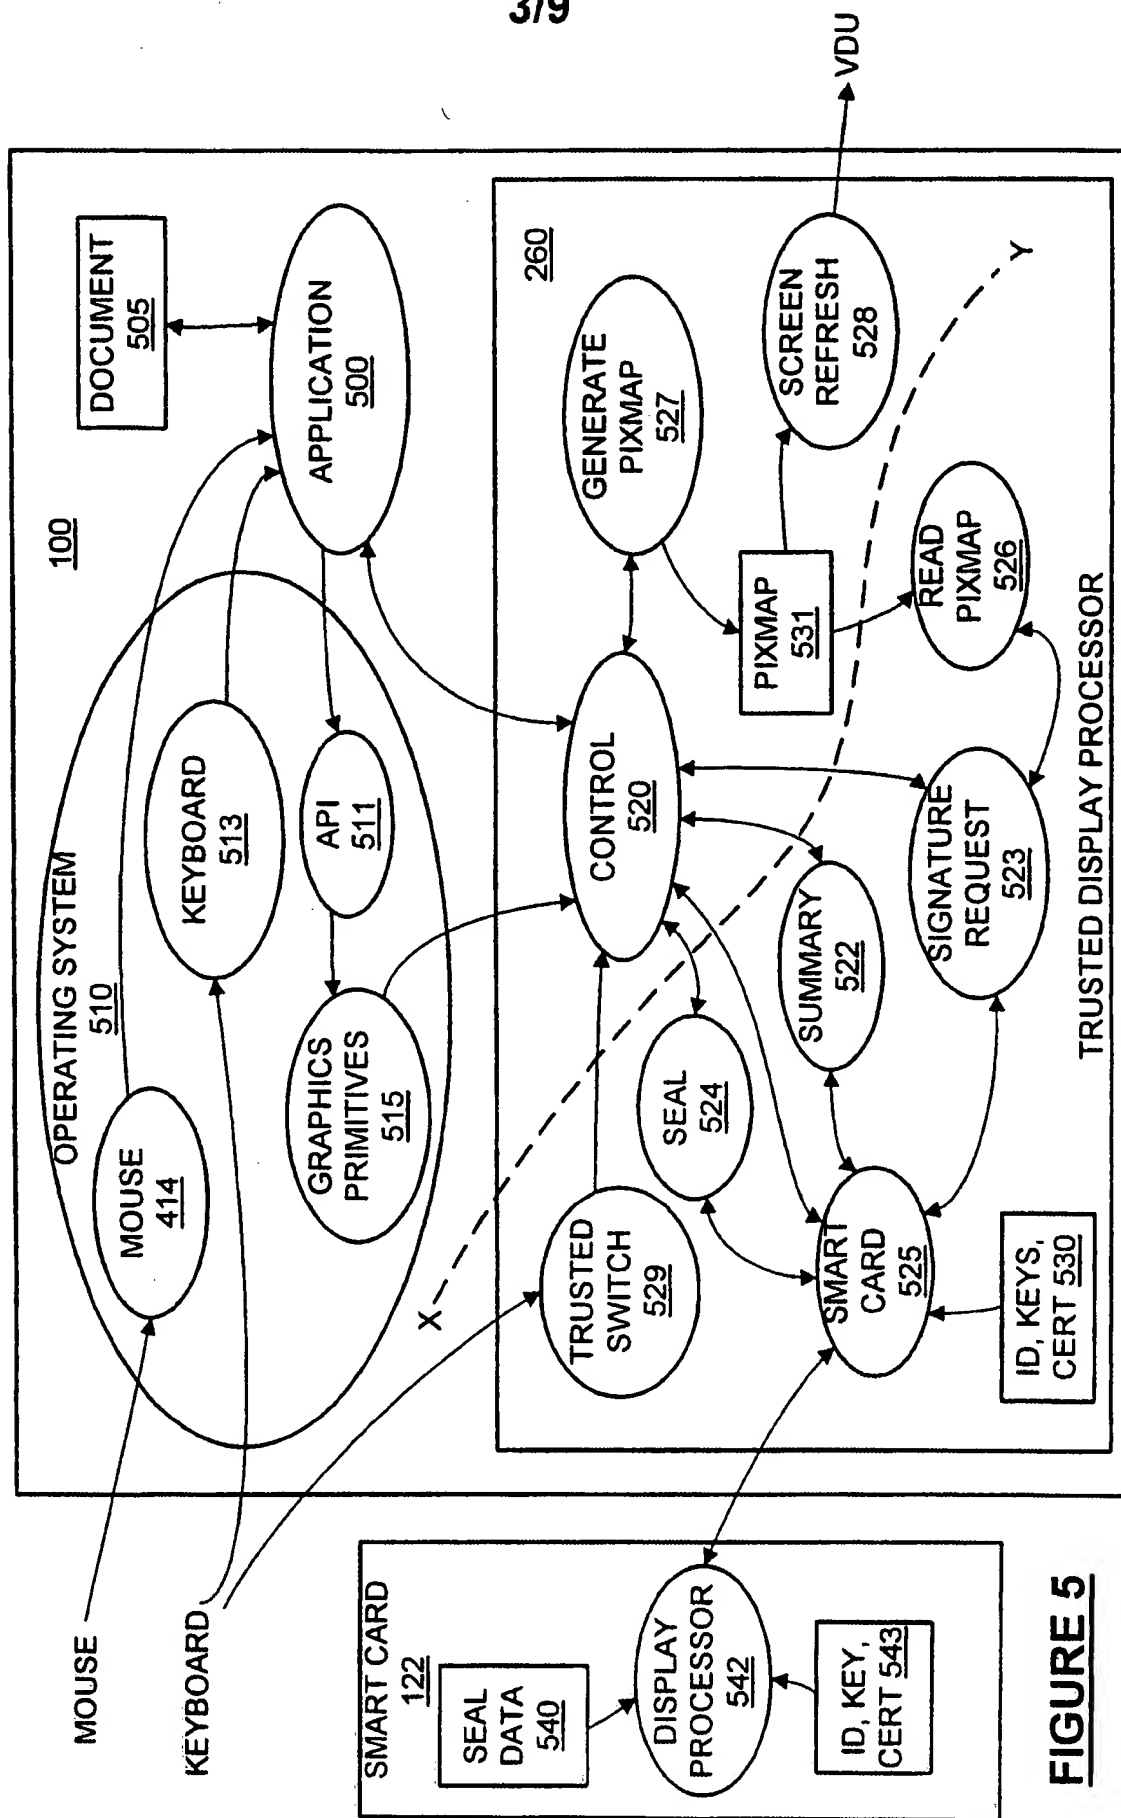 3/9
MOUSE
KEYBOARD
100
OPERATING SYSTEM
510
MOUSE
414
KEYBOARD
513
API
511
GRAPHICS
PRIMITIVES
515
DOCUMENT
505
APPLICATION
500
X
Y
260
TRUSTED
SWITCH
529
CONTROL
520
GENERATE
PIXMAP
527
PIXMAP
531
SCREEN
REFRESH
528
VDU
READ
PIXMAP
526
SEAL
524
SUMMARY
522
SIGNATURE
REQUEST
523
SMART
CARD
525
ID, KEYS,
CERT 530
TRUSTED DISPLAY PROCESSOR
SMART CARD
122
SEAL
DATA
540
DISPLAY
PROCESSOR
542
ID, KEY,
CERT 543
FIGURE 5